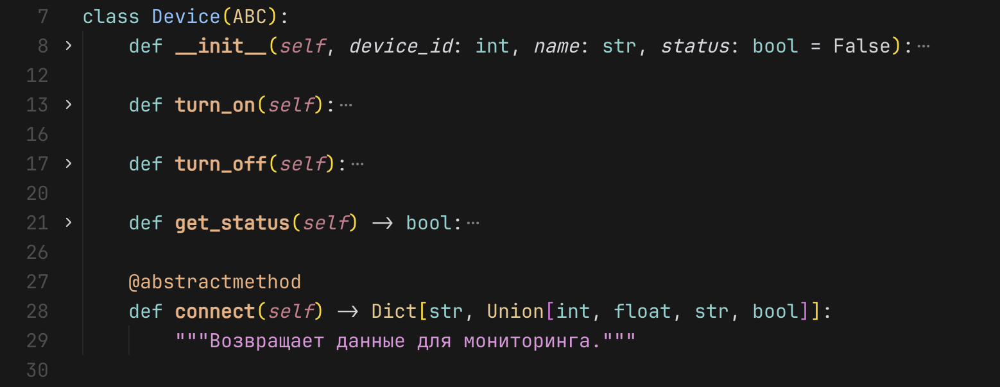 7 class Device(ABC):
8 > def __init__(self, device_id: int, name: str, status: bool = False):···
12
13 > def turn_on(self):···
16
17 > def turn_off(self):···
20
21 > def get_status(self) -> bool:···
26
27 @abstractmethod
28 def connect(self) -> Dict[str, Union[int, float, str, bool]]:
29 """Возвращает данные для мониторинга."""
30